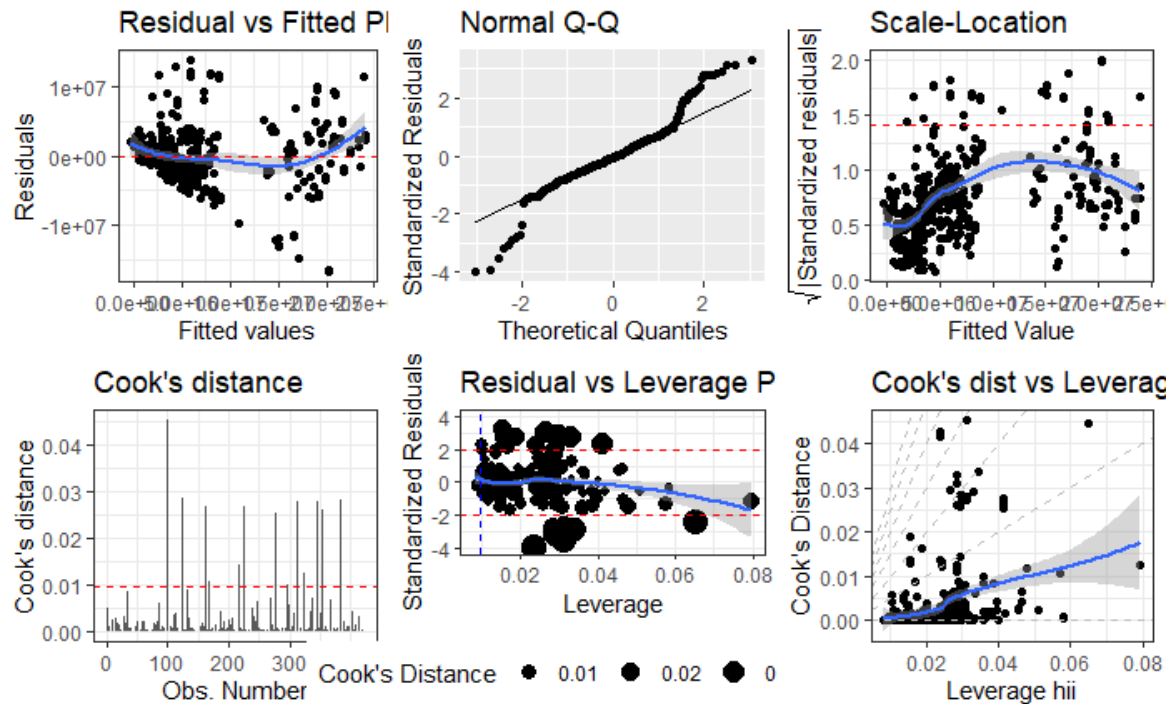 Residual vs Fitted Pl
Residuals
1e+07
0e+00
-1e+07
Fitted values
Normal Q-Q
Standardized Residuals
2
0
-2
-4
-2 0 2
Theoretical Quantiles
Scale-Location
√|Standardized residuals|
2.0
1.5
1.0
0.5
0.0
Fitted Value
Cook's distance
Cook's distance
0.04
0.03
0.02
0.01
0.00
0 100 200 300
Obs. Number
Residual vs Leverage P
Standardized Residuals
4
2
0
-2
-4
0.02 0.04 0.06 0.08
Leverage
Cook's Distance 0.01 0.02 0
Cook's dist vs Leverag
Cook's Distance
0.04
0.03
0.02
0.01
0.00
0.02 0.04 0.06 0.08
Leverage hii